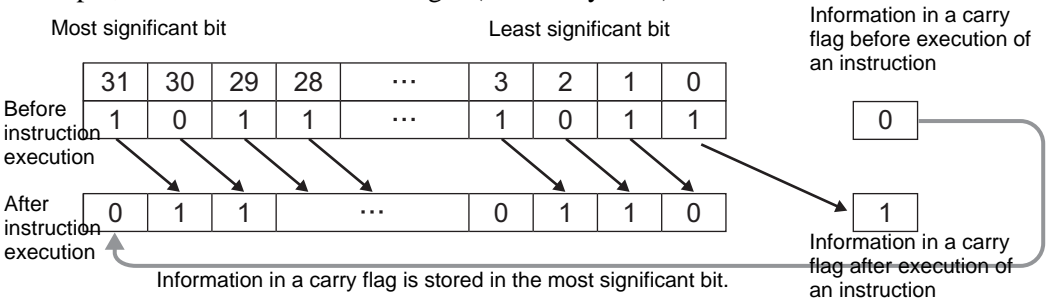 Most significant bit
Least significant bit
Information in a carry
flag before execution of
an instruction
31 30 29 28 ... 3 2 1 0
Before
instruction
execution
1 0 1 1 ... 1 0 1 1
0
After
instruction
execution
0 1 1 ... 0 1 1 0
1
Information in a carry
flag after execution of
an instruction
Information in a carry flag is stored in the most significant bit.